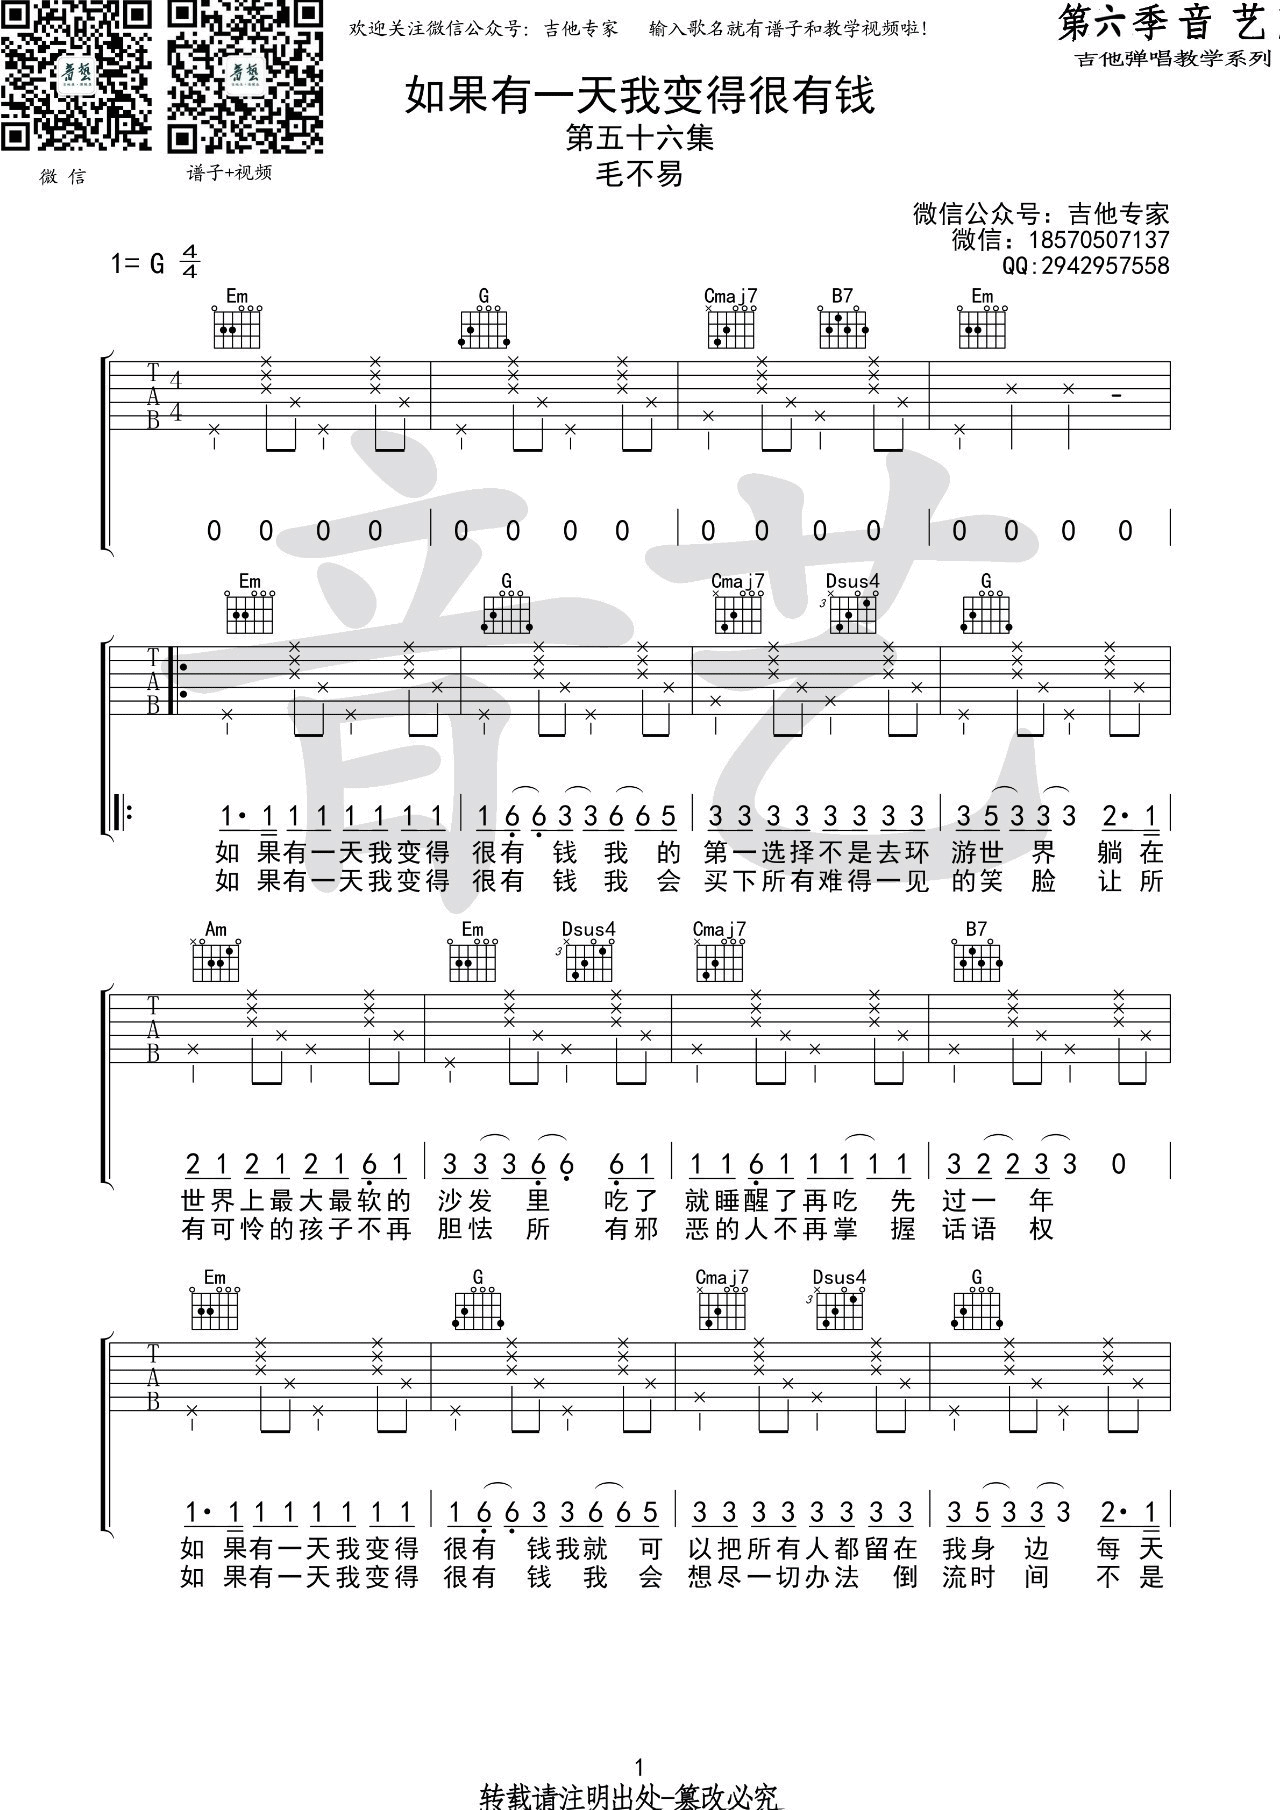 欢迎关注微信公众号：吉他专家 输入歌名就有谱子和教学视频啦！
第六季音艺
吉他弹唱教学系列
微 信
谱子+视频
如果有一天我变得很有钱
第五十六集
毛不易
微信公众号：吉他专家
微信：18570507137
QQ:2942957558
1= G 4/4
Em G Cmaj7 B7 Em
T A B 4/4
0 0 0 0 | 0 0 0 0 | 0 0 0 0 | 0 0 0 0 |
Em G Cmaj7 Dsus4 G
3
T A B
1· 1 1 1 1 1 1 1 | 1 6 6 3 3 6 6 5 | 3 3 3 3 3 3 3 3 | 3 5 3 3 3 2· 1
如 果有一天我变得 很有 钱 我 的 第一选择不是去环 游世 界 躺在
如 果有一天我变得 很有 钱 我 会 买下所有难得一见 的笑 脸 让所
Am Em Dsus4 Cmaj7 B7
3
T A B
2 1 2 1 2 1 6 1 | 3 3 3 6 6 6 1 | 1 1 6 1 1 1 1 1 | 3 2 2 3 3 0 |
世界上最大最软的 沙发 里 吃了 就睡醒了再吃 先 过一 年
有可怜的孩子不再 胆怯 所 有邪 恶的人不再掌 握 话语 权
Em G Cmaj7 Dsus4 G
3
T A B
1· 1 1 1 1 1 1 1 | 1 6 6 3 3 6 6 5 | 3 3 3 3 3 3 3 3 | 3 5 3 3 3 2· 1 |
如 果有一天我变得 很有 钱我就 可 以把所有人都留在 我身 边 每天
如 果有一天我变得 很有 钱 我 会 想尽一切办法 倒 流时 间 不是
音艺
1
转载请注明出处-篡改必究